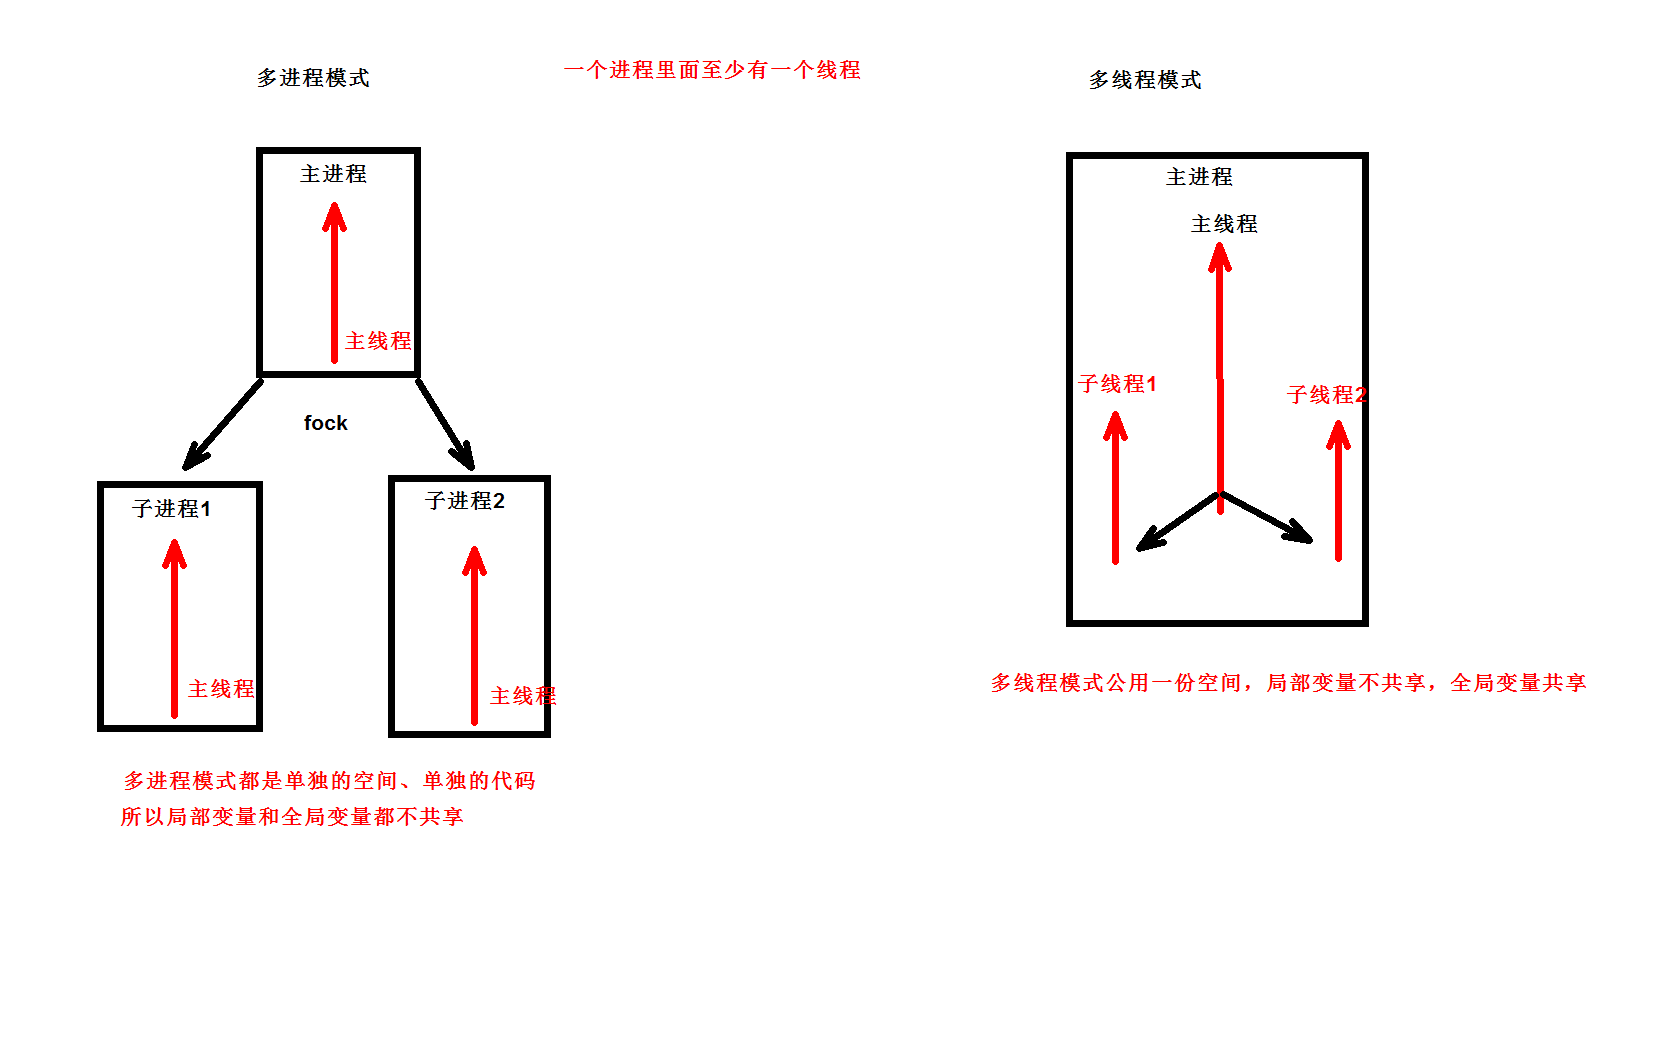 多进程模式
一个进程里面至少有一个线程
多线程模式
主进程
主线程
fock
子进程1
主线程
子进程2
主线程
多进程模式都是单独的空间、单独的代码
所以局部变量和全局变量都不共享
主进程
主线程
子线程1
子线程2
多线程模式公用一份空间，局部变量不共享，全局变量共享